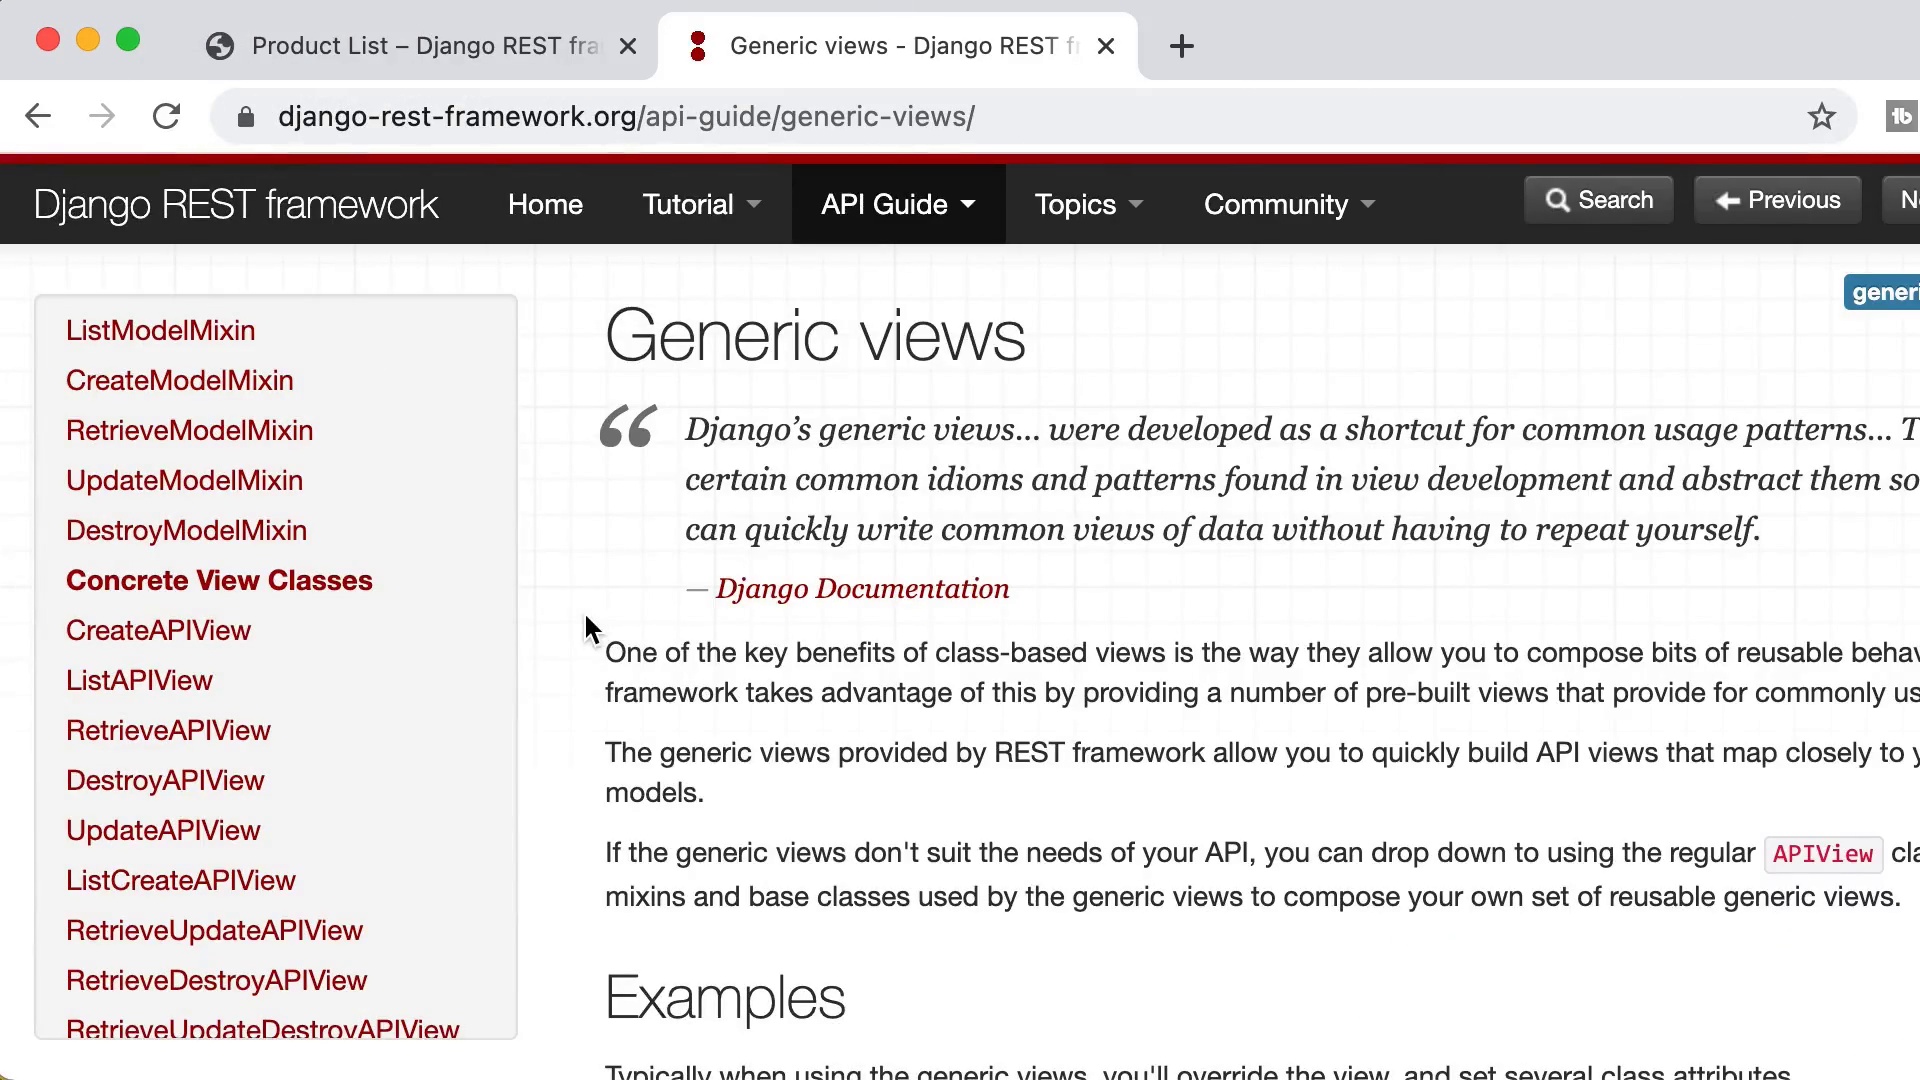 Product List – Django REST fra
Generic views - Django REST f
django-rest-framework.org/api-guide/generic-views/
Django REST framework
Home
Tutorial
API Guide
Topics
Community
Search
Previous
ListModelMixin
CreateModelMixin
RetrieveModelMixin
UpdateModelMixin
DestroyModelMixin
Concrete View Classes
CreateAPIView
ListAPIView
RetrieveAPIView
DestroyAPIView
UpdateAPIView
ListCreateAPIView
RetrieveUpdateAPIView
RetrieveDestroyAPIView
RetrieveUpdateDestroyAPIView
generi
Generic views
“ Django’s generic views... were developed as a shortcut for common usage patterns... T
certain common idioms and patterns found in view development and abstract them so
can quickly write common views of data without having to repeat yourself.
— Django Documentation
One of the key benefits of class-based views is the way they allow you to compose bits of reusable behav
framework takes advantage of this by providing a number of pre-built views that provide for commonly us
The generic views provided by REST framework allow you to quickly build API views that map closely to y
models.
If the generic views don't suit the needs of your API, you can drop down to using the regular APIView cla
mixins and base classes used by the generic views to compose your own set of reusable generic views.
Examples
Typically when using the generic views, you'll override the view, and set several class attributes.